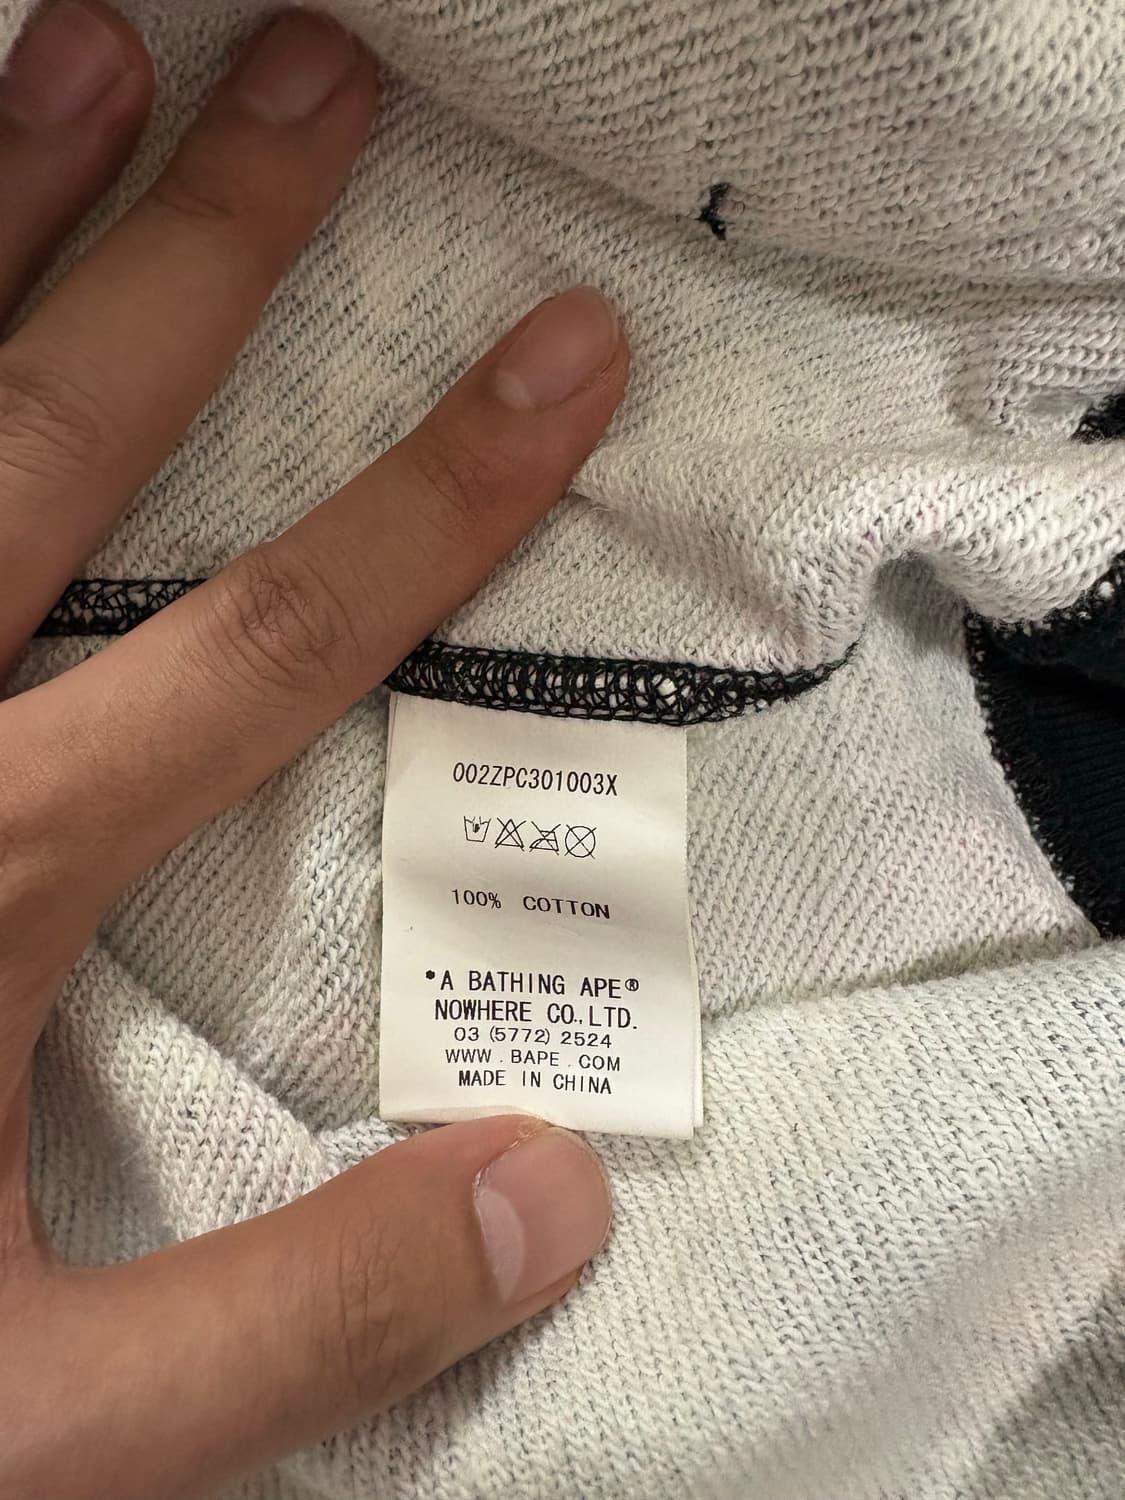 002ZPC301003X
100% COTTON
*A BATHING APE®
NOWHERE CO.,LTD.
03 (5772) 2524
WWW . BAPE . COM
MADE IN CHINA